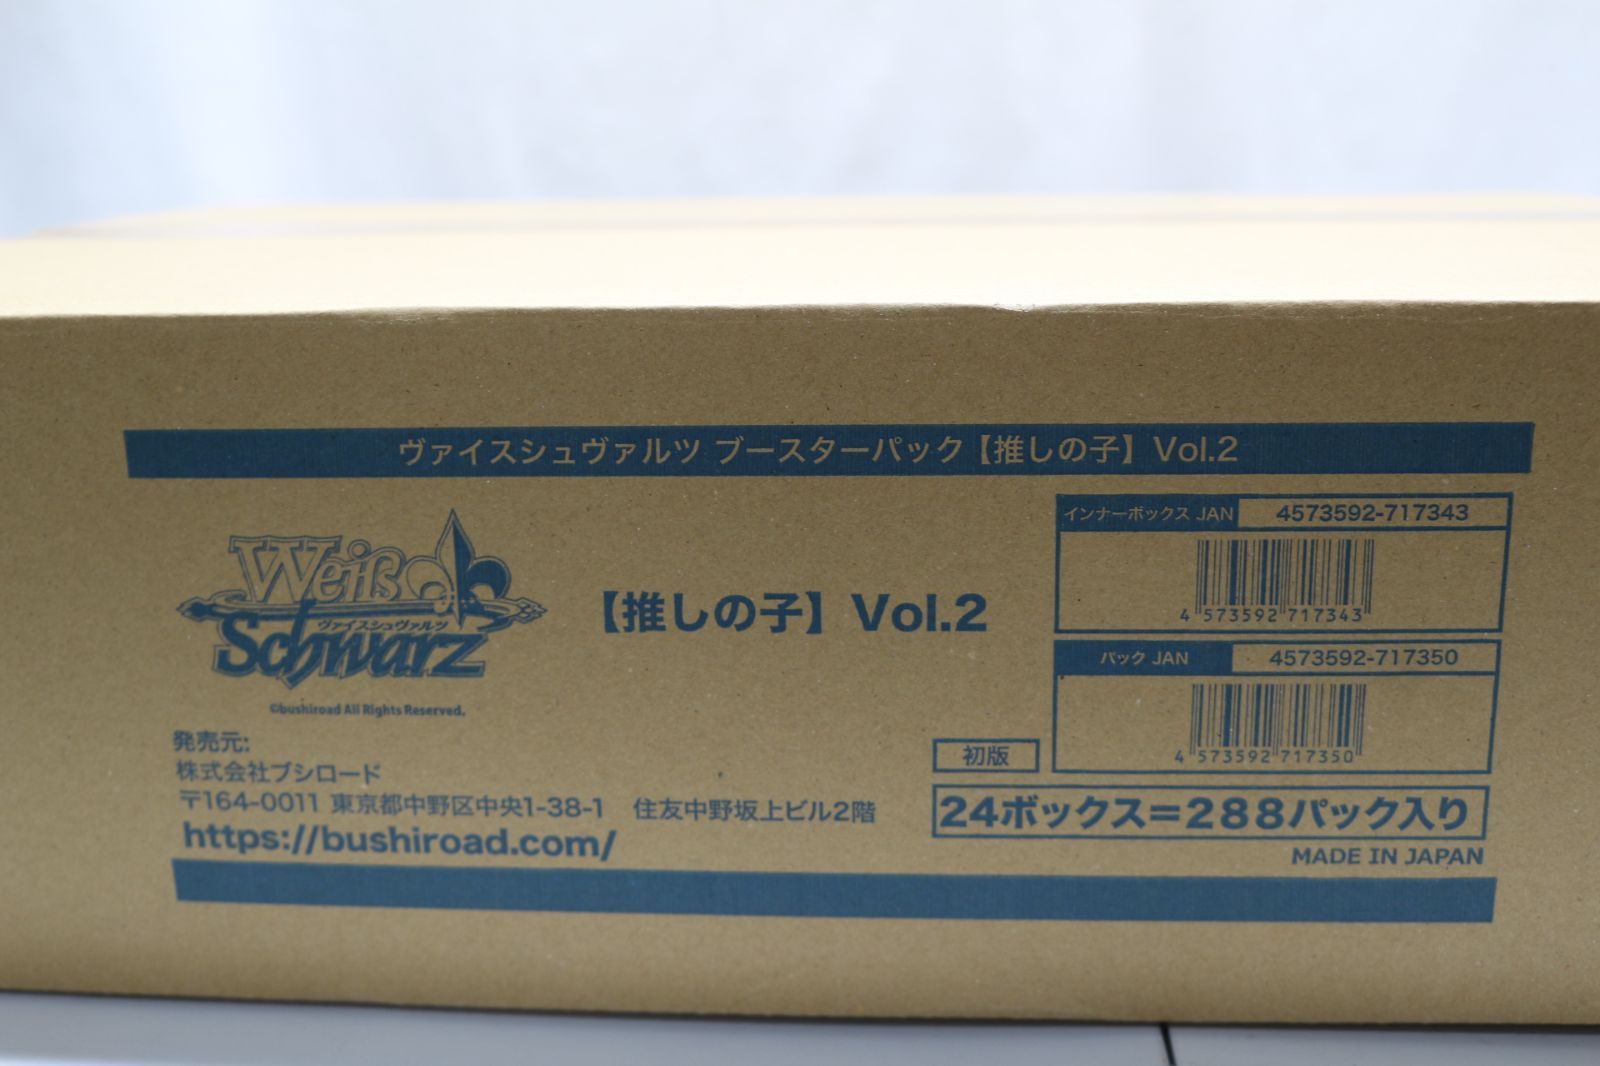 ヴァイスシュヴァルツ ブースターパック【推しの子】Vol.2
Weiß
ヴァイスシュヴァルツ
Schwarz
©bushiroad All Rights Reserved.
【推しの子】Vol.2
インナーボックス JAN 4573592-717343
4 573592 717343
パック JAN 4573592-717350
4 573592 717350
発売元:
株式会社ブシロード
〒164-0011 東京都中野区中央1-38-1 住友中野坂上ビル2階
https://bushiroad.com/
初版
24ボックス=288パック入り
MADE IN JAPAN